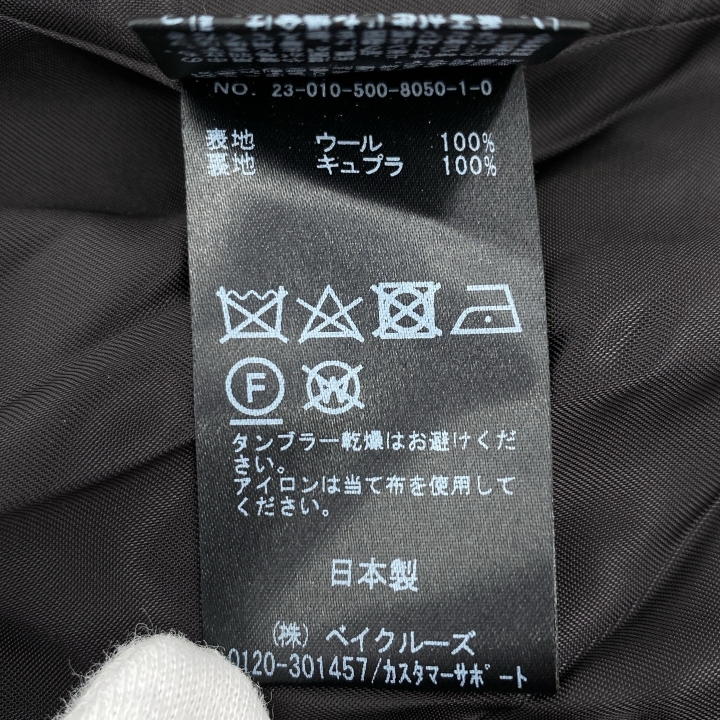 NO. 23-010-500-8050-1-0
表地 ウール 100%
裏地 キュプラ 100%
F
W
タンブラー乾燥はお避けくだ
さい。
アイロンは当て布を使用して
ください。
日本製
(株) ベイクルーズ
0120-301457/カスタマーサポート